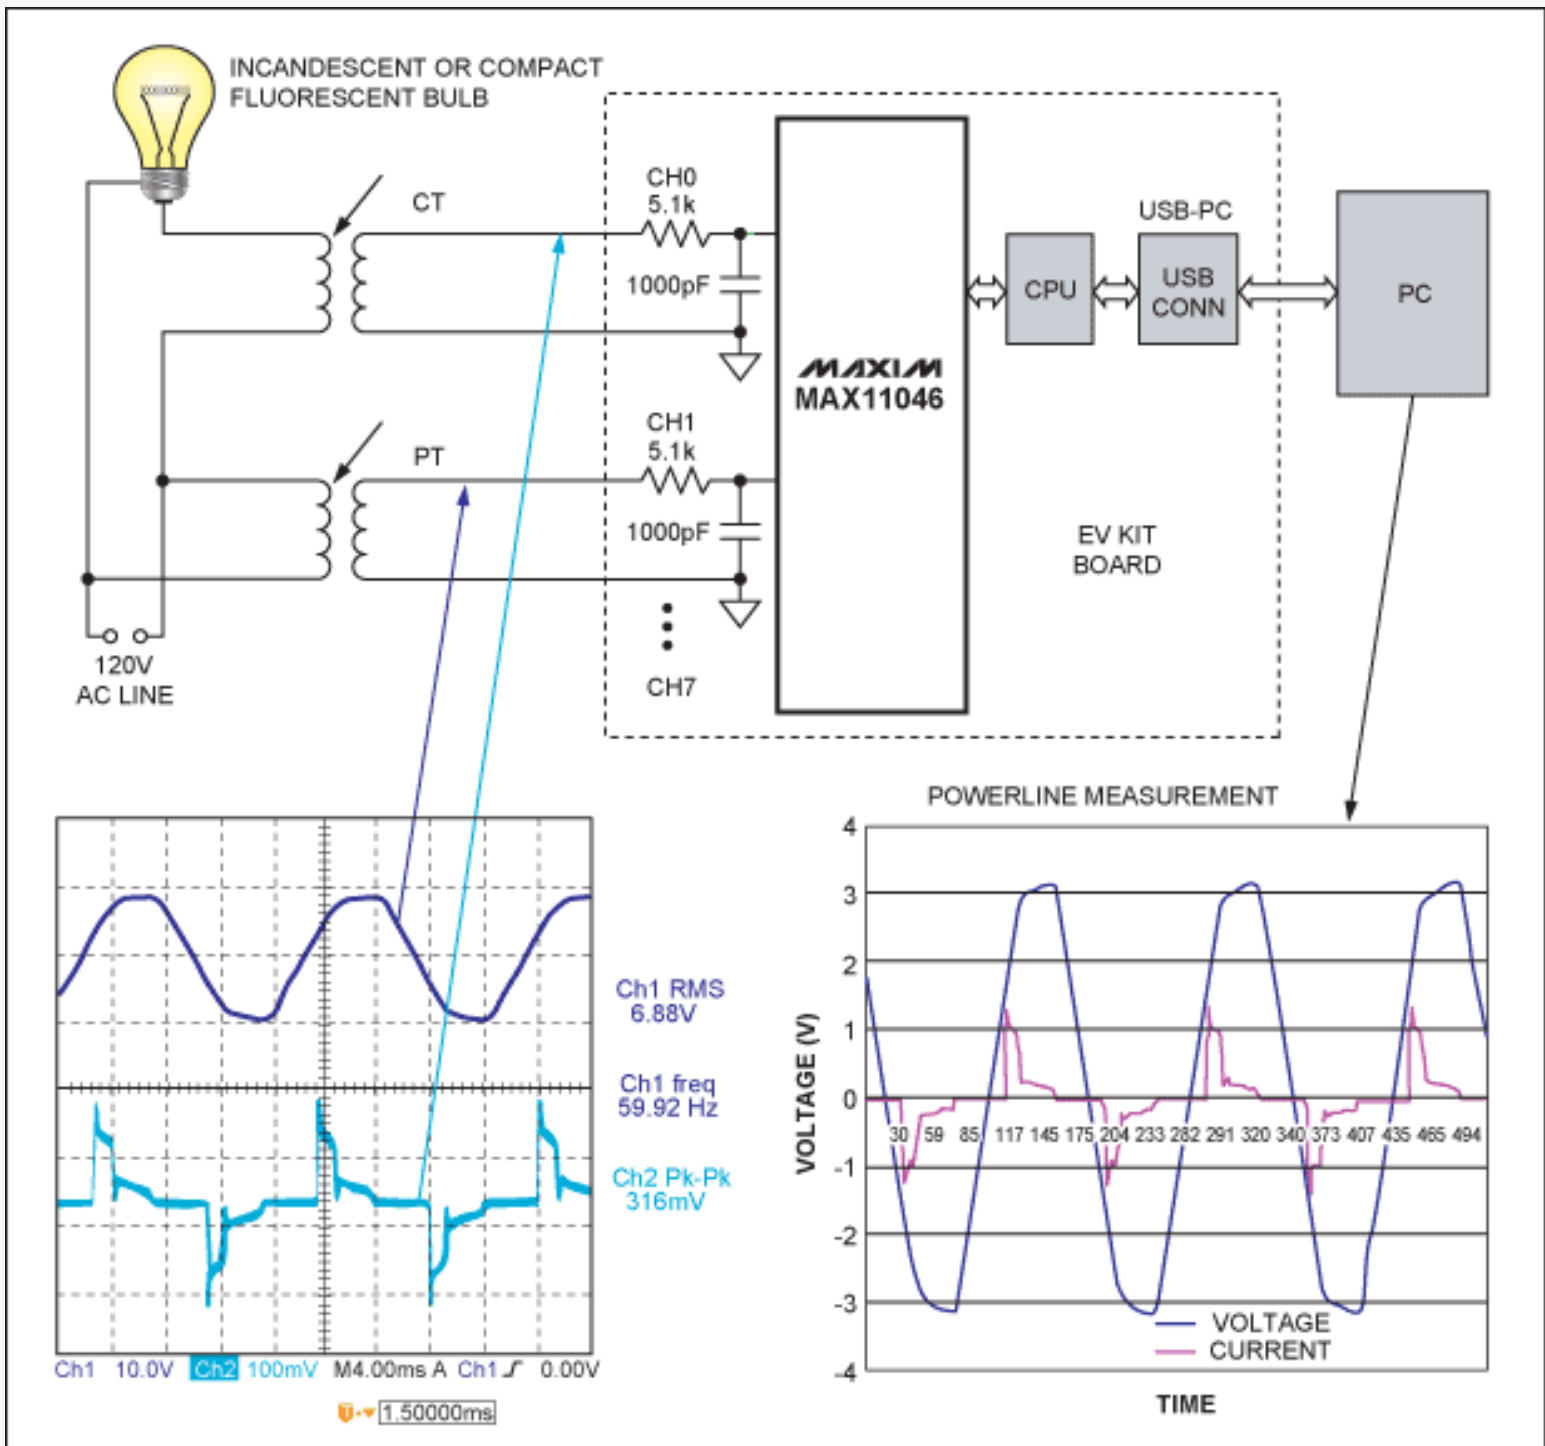 INCANDESCENT OR COMPACT
FLUORESCENT BULB
CT
CH0
5.1k
1000pF
USB-PC
CPU
USB
CONN
PC
MAXIM
MAX11046
PT
CH1
5.1k
1000pF
EV KIT
BOARD
CH7
120V
AC LINE
Ch1 RMS
6.88V
Ch1 freq
59.92 Hz
Ch2 Pk-Pk
316mV
Ch1 10.0V Ch2 100mV M4.00ms A Ch1 0.00V
1.50000ms
POWERLINE MEASUREMENT
4
3
2
1
0
-1
-2
-3
-4
VOLTAGE (V)
30 59 85 117 145 175 204 233 282 291 320 340 373 407 435 465 494
VOLTAGE
CURRENT
TIME